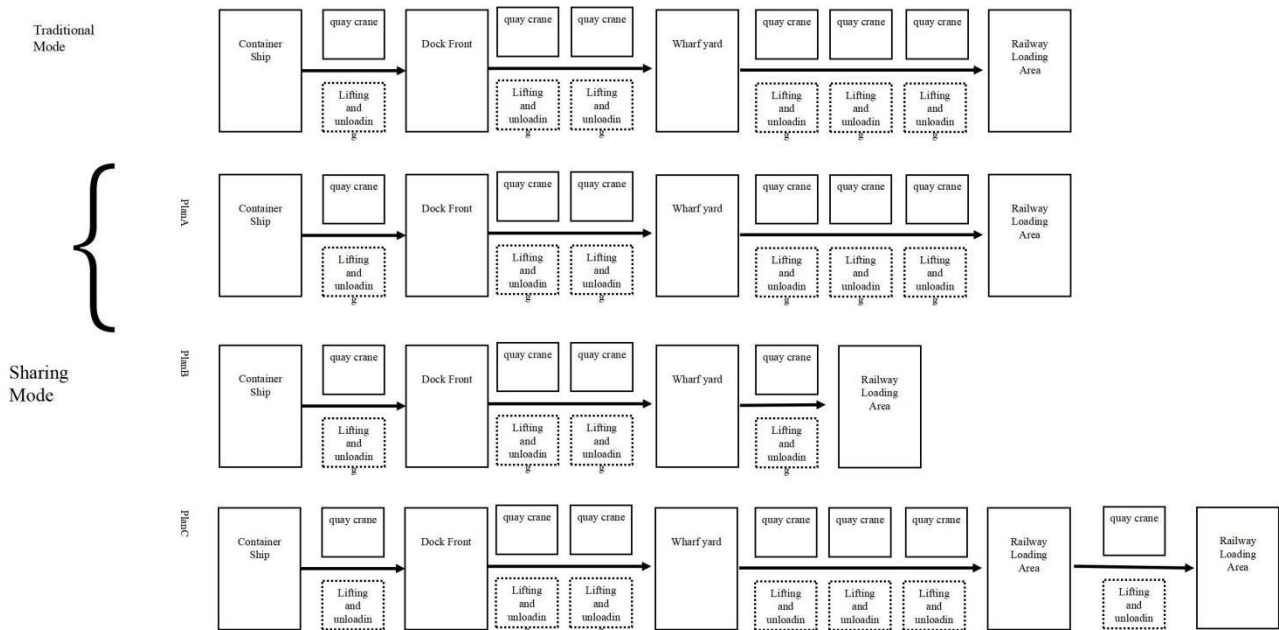 Traditional
Mode
Container
Ship
quay crane
Lifting
and
unloadin
g
Dock Front
quay crane
Lifting
and
unloadin
g
quay crane
Lifting
and
unloadin
g
Wharf yard
quay crane
Lifting
and
unloadin
g
quay crane
Lifting
and
unloadin
g
quay crane
Lifting
and
unloadin
g
Railway
Loading
Area
Sharing
Mode
PlanA
Container
Ship
quay crane
Lifting
and
unloadin
g
Dock Front
quay crane
Lifting
and
unloadin
g
quay crane
Lifting
and
unloadin
g
Wharf yard
quay crane
Lifting
and
unloadin
g
quay crane
Lifting
and
unloadin
g
quay crane
Lifting
and
unloadin
g
Railway
Loading
Area
PlanB
Container
Ship
quay crane
Lifting
and
unloadin
g
Dock Front
quay crane
Lifting
and
unloadin
g
quay crane
Lifting
and
unloadin
g
Wharf yard
quay crane
Lifting
and
unloadin
g
Railway
Loading
Area
PlanC
Container
Ship
quay crane
Lifting
and
unloadin
Dock Front
quay crane
Lifting
and
unloadin
quay crane
Lifting
and
unloadin
Wharf yard
quay crane
Lifting
and
unloadin
quay crane
Lifting
and
unloadin
quay crane
Lifting
and
unloadin
Railway
Loading
Area
quay crane
Lifting
and
unloadin
Railway
Loading
Area